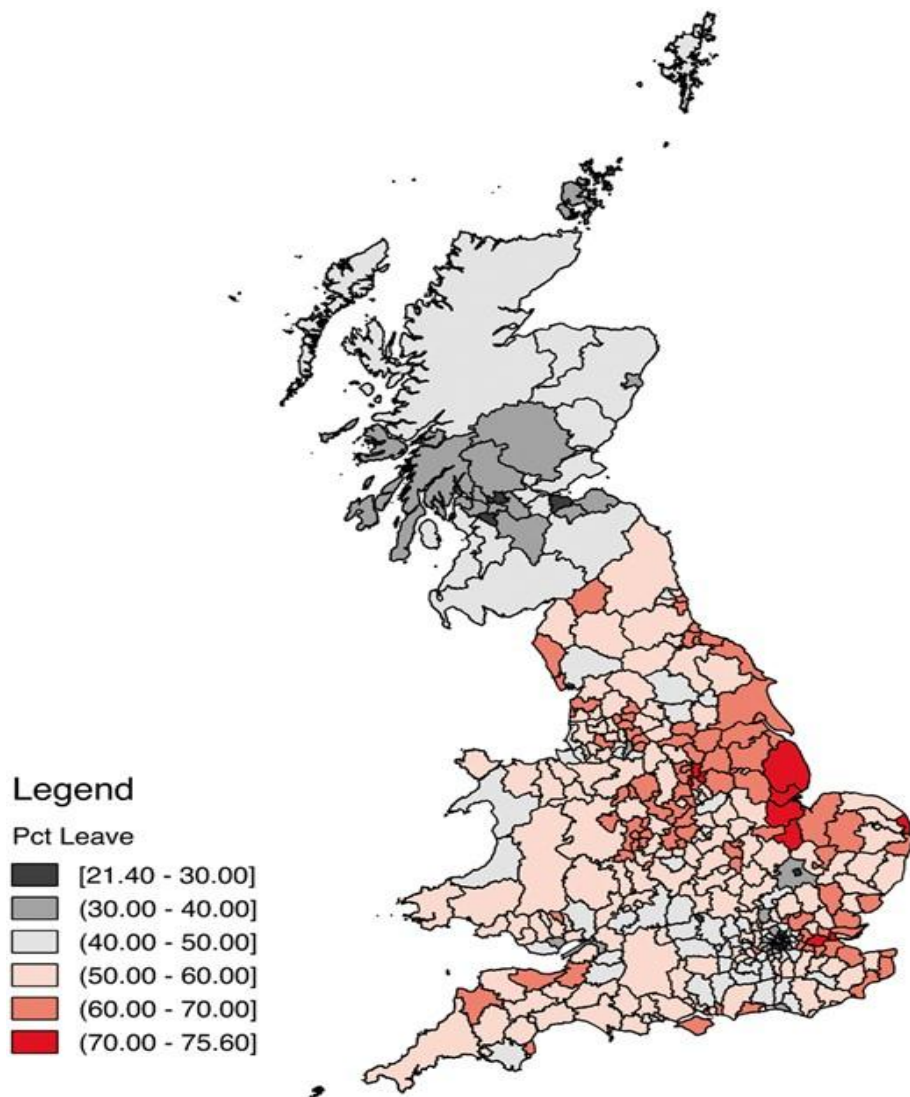 Legend
Pct Leave
[21.40 - 30.00]
(30.00 - 40.00]
(40.00 - 50.00]
(50.00 - 60.00]
(60.00 - 70.00]
(70.00 - 75.60]